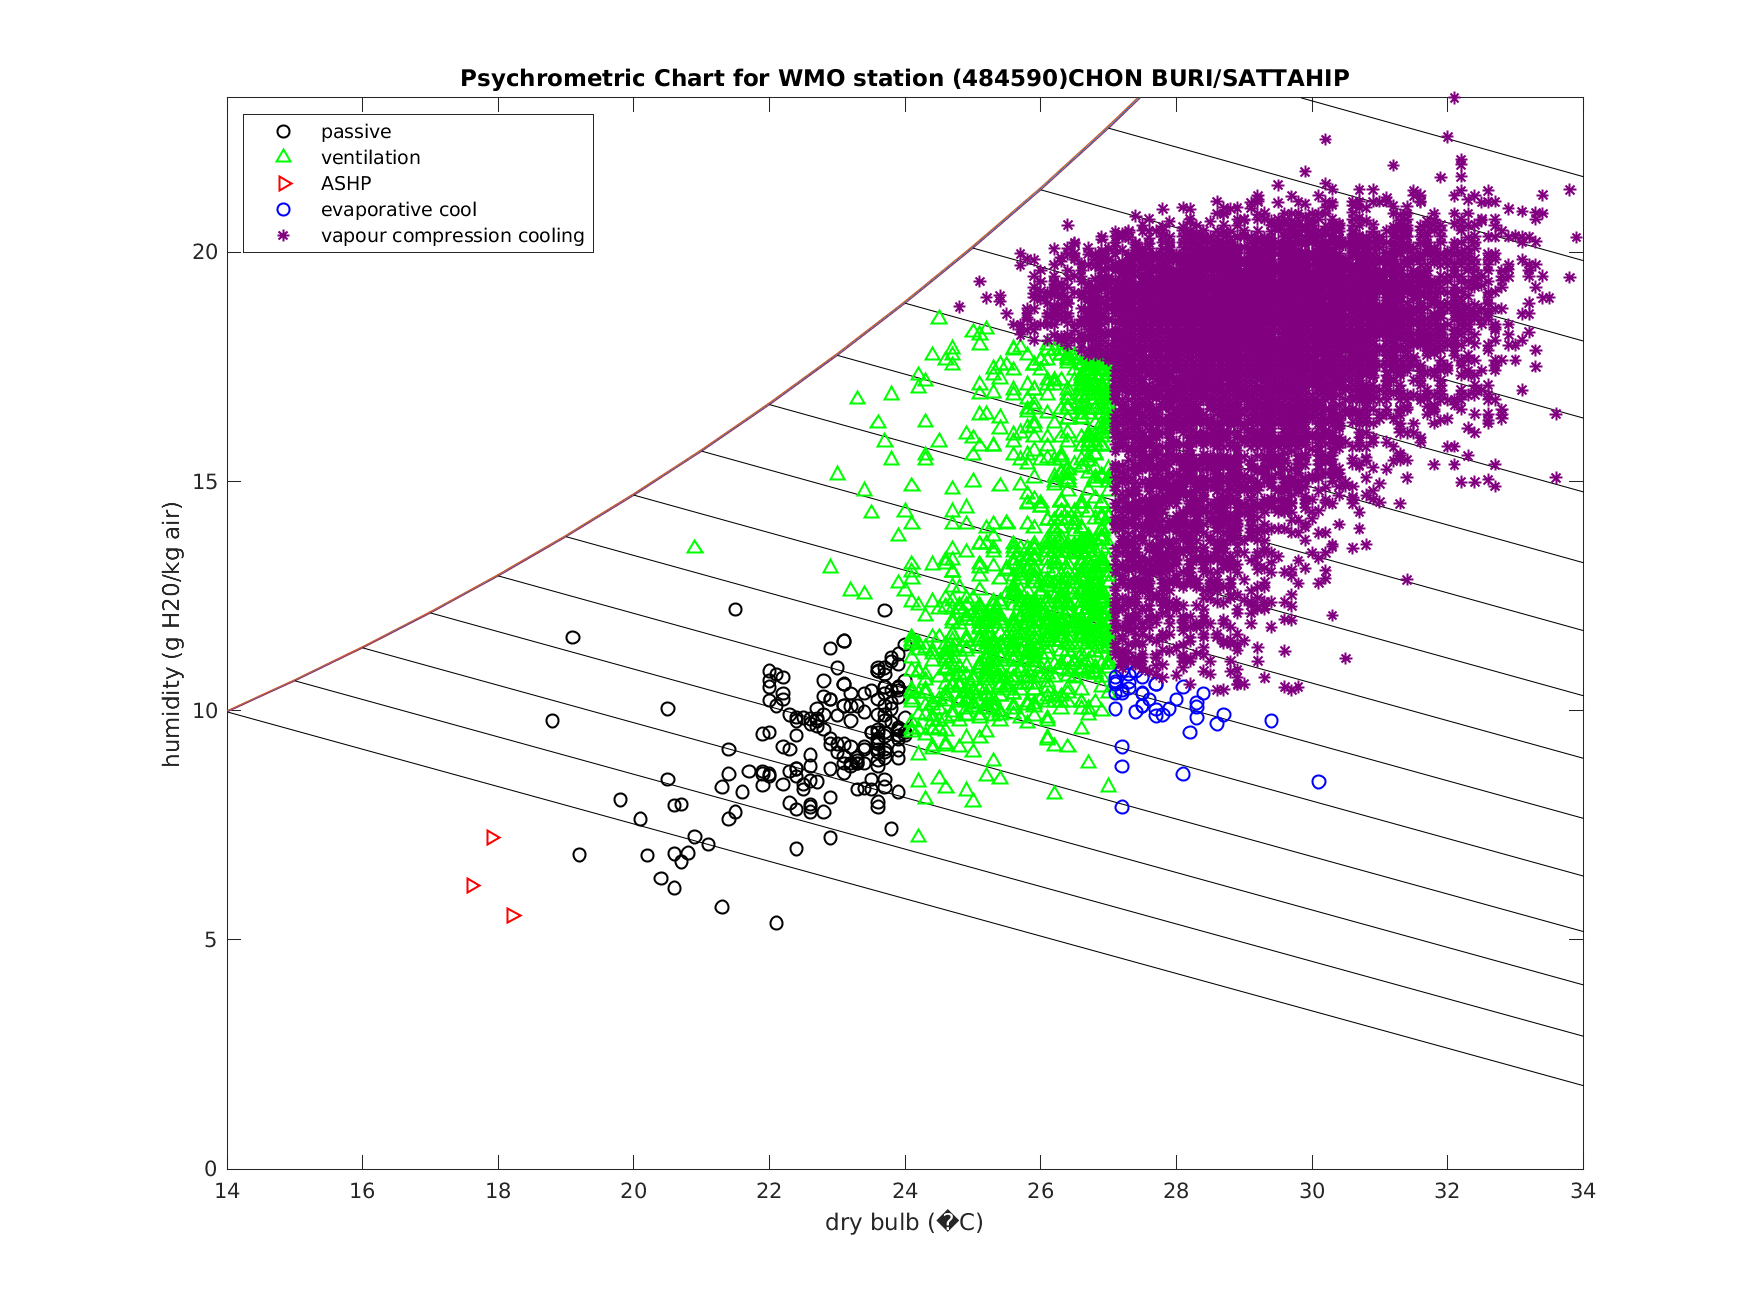 Psychrometric Chart for WMO station (484590)CHON BURI/SATTAHIP
passive
ventilation
ASHP
evaporative cool
vapour compression cooling
humidity (g H20/kg air)
20
15
10
5
0
14 16 18 20 22 24 26 28 30 32 34
dry bulb (�C)